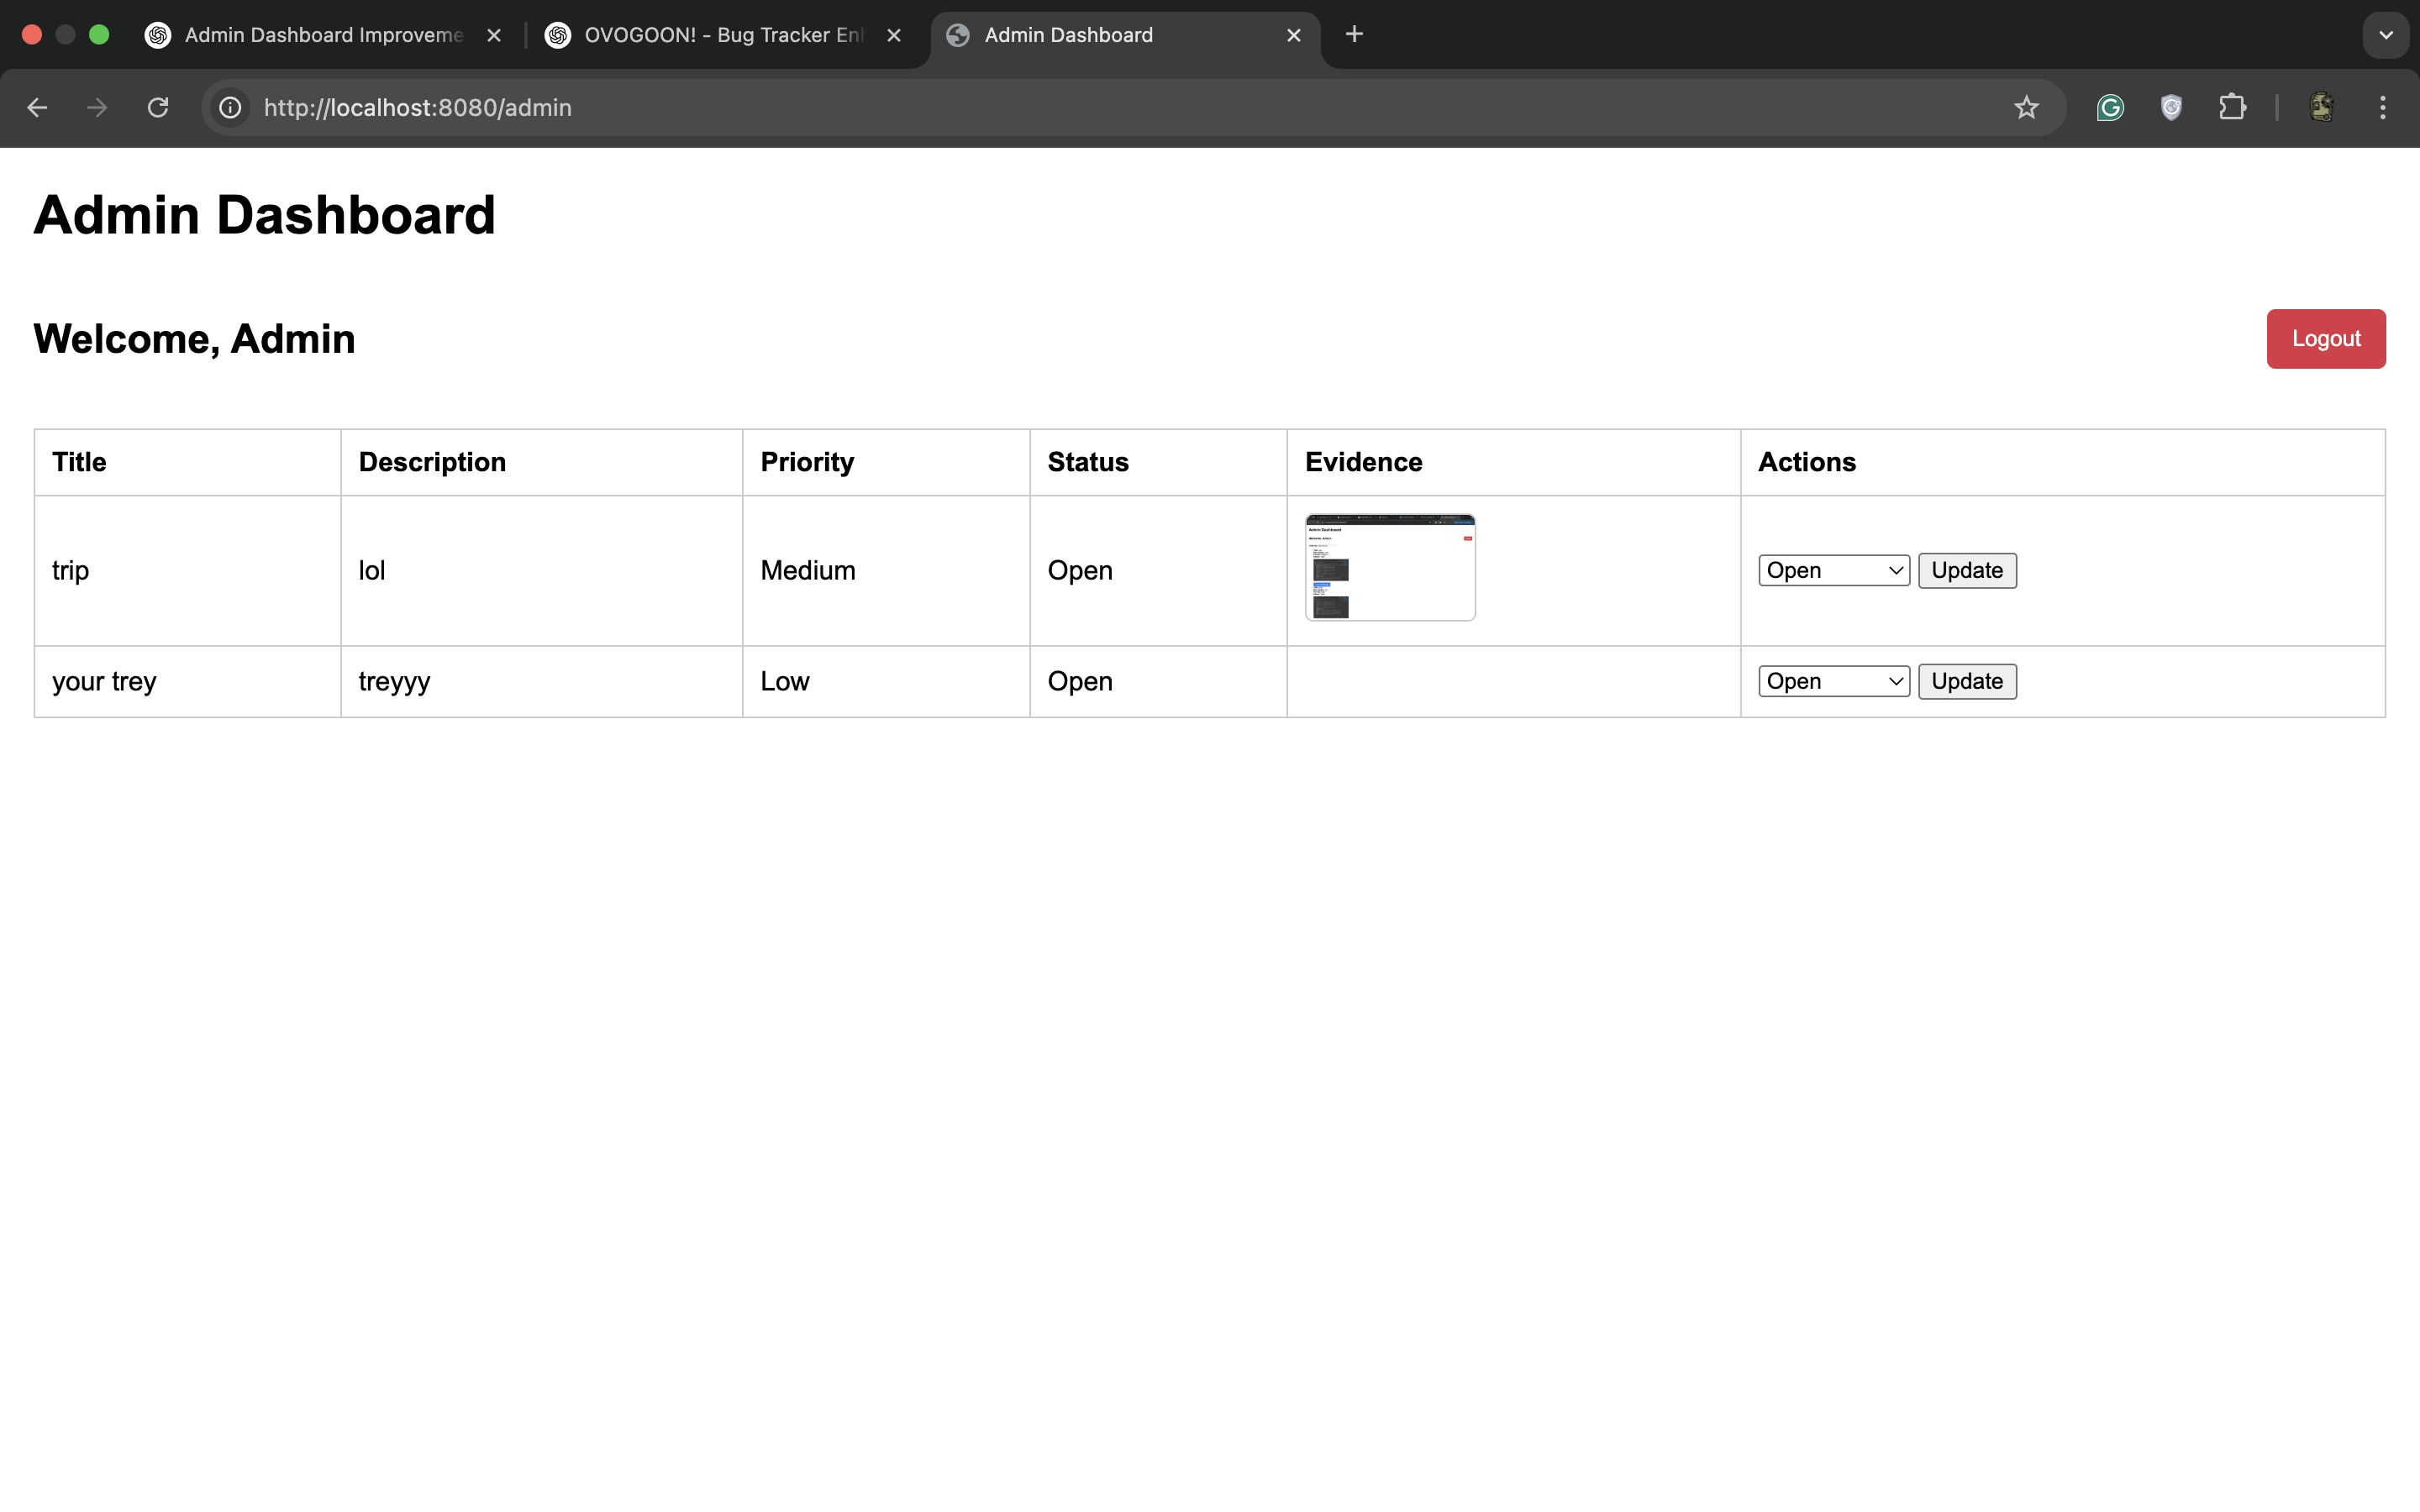 Admin Dashboard Improveme
OVOGOON! - Bug Tracker Enh
Admin Dashboard
http://localhost:8080/admin
Admin Dashboard
Welcome, Admin
Logout
Title Description Priority Status Evidence Actions
trip lol Medium Open Open Update
your trey treyyy Low Open Open Update